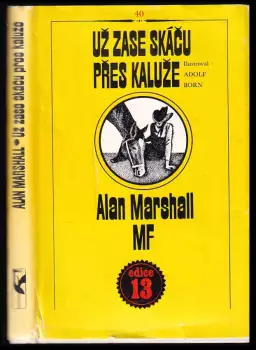 ALAN MARSHALL • Už zase skáču přes kaluže
40
UŽ ZASE SKÁČU
PŘES KALUŽE
Ilustroval
ADOLF
BORN
Alan Marshall
MF
edice
13